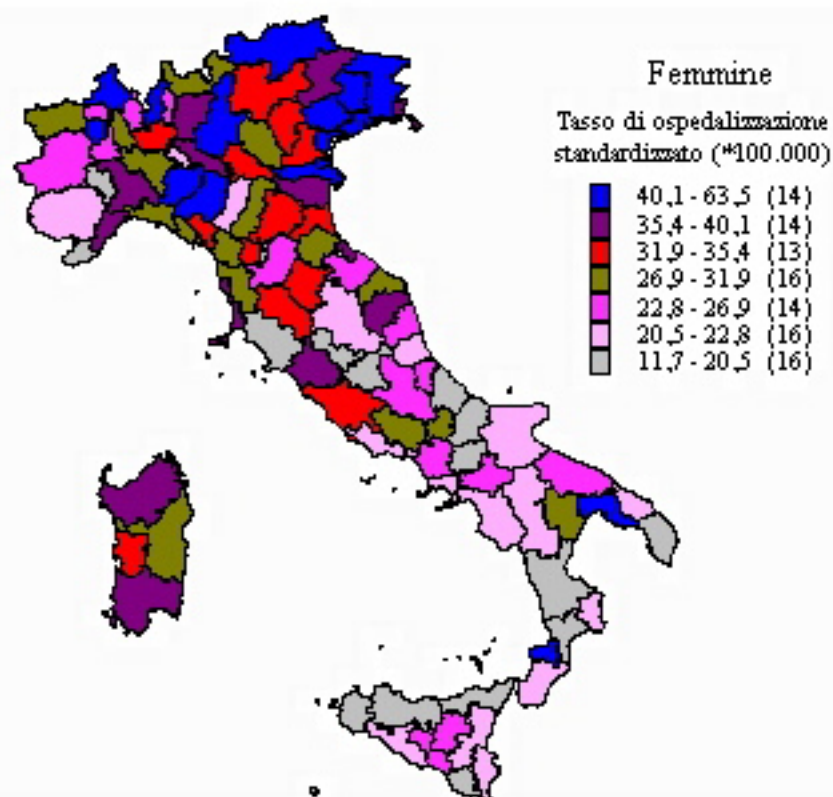 Femmine
Tasso di ospedalizzazione
standardizzato (*100.000)
40,1 - 63,5 (14)
35,4 - 40,1 (14)
31,9 - 35,4 (13)
26,9 - 31,9 (16)
22,8 - 26,9 (14)
20,5 - 22,8 (16)
11,7 - 20,5 (16)